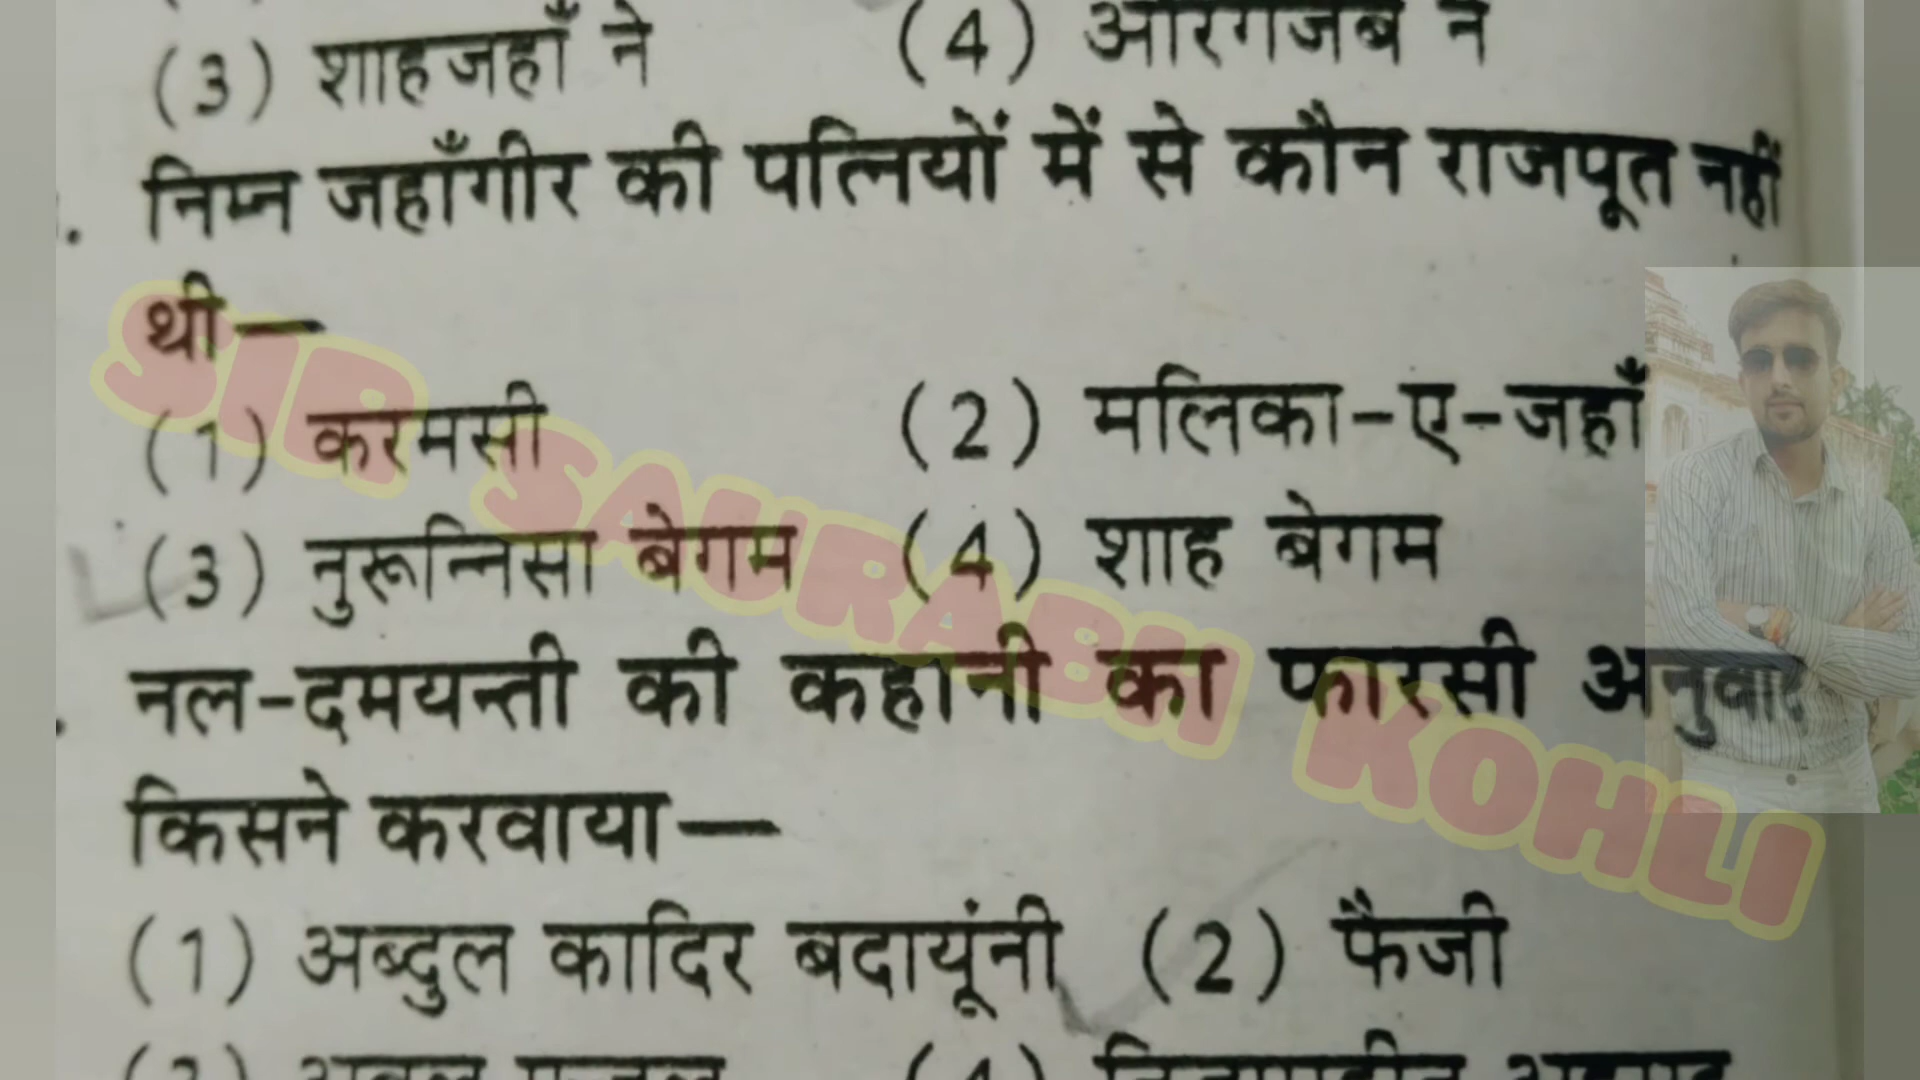 (3) शाहजहाँ ने (4) औरंगजेब ने
निम्न जहाँगीर की पत्नियों में से कौन राजपूत नहीं
थी—
(1) करमसी (2) मलिका-ए-जहाँ
(3) नुरून्निसा बेगम (4) शाह बेगम
नल-दमयन्ती की कहानी का फारसी अनुवाद
किसने करवाया—
(1) अब्दुल कादिर बदायूंनी (2) फैजी
SIR SAURABH KOHLI